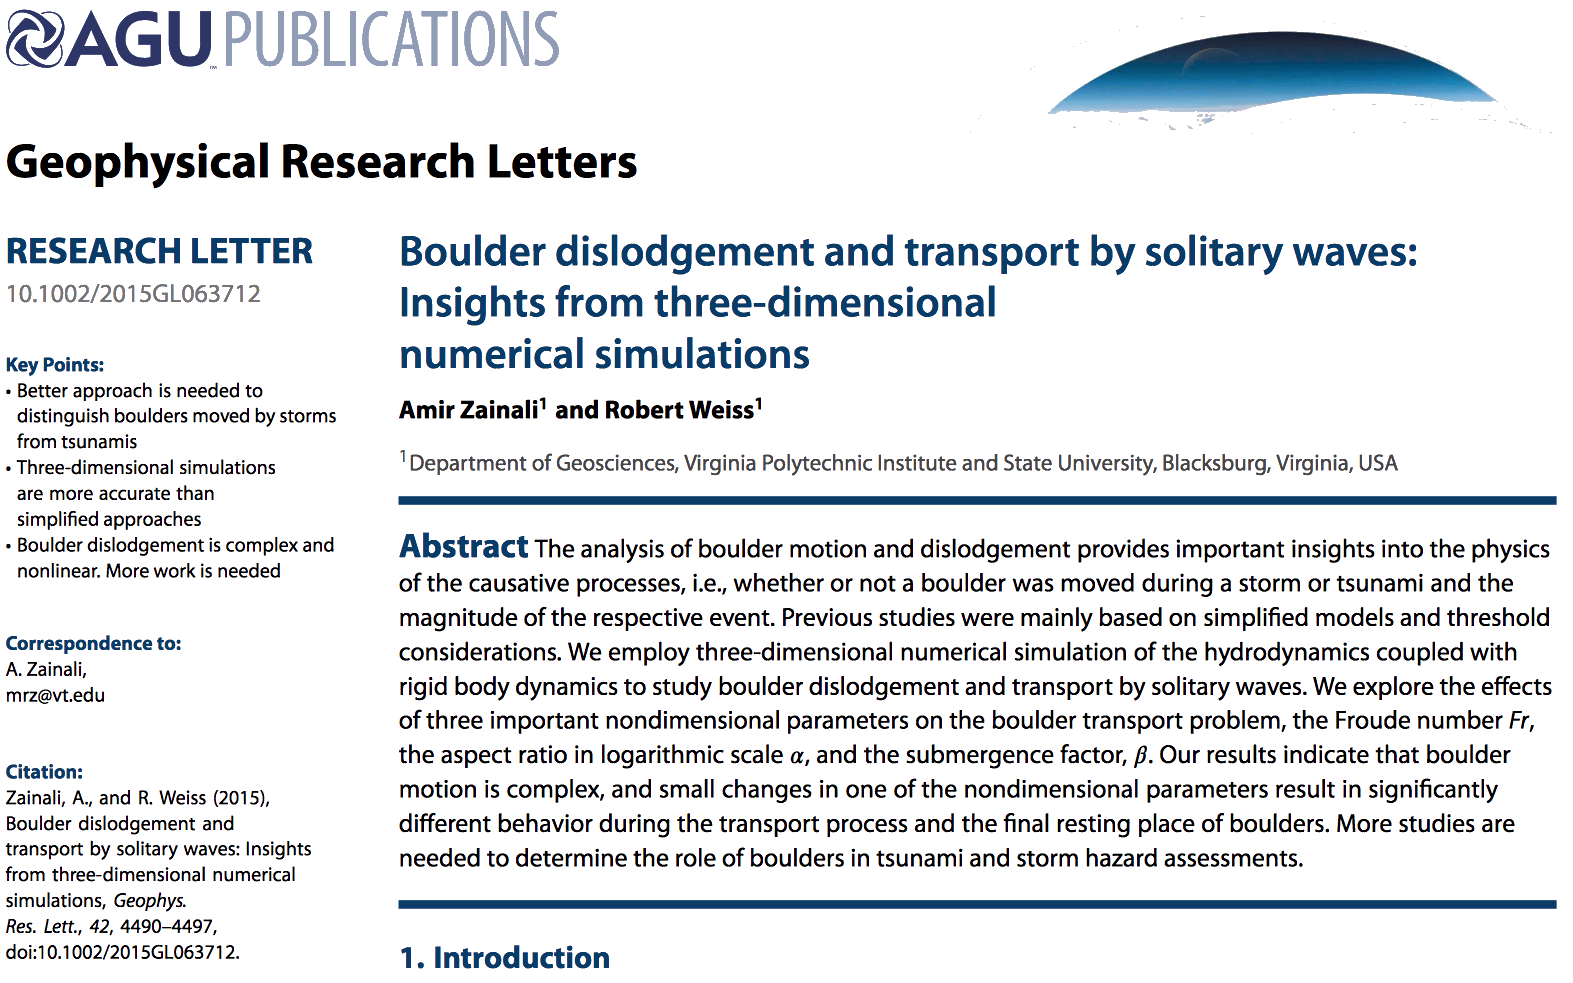 AGU PUBLICATIONS
™
Geophysical Research Letters
RESEARCH LETTER
10.1002/2015GL063712
Key Points:
• Better approach is needed to
distinguish boulders moved by storms
from tsunamis
• Three-dimensional simulations
are more accurate than
simplified approaches
• Boulder dislodgement is complex and
nonlinear. More work is needed
Correspondence to:
A. Zainali,
mrz@vt.edu
Citation:
Zainali, A., and R. Weiss (2015),
Boulder dislodgement and
transport by solitary waves: Insights
from three-dimensional numerical
simulations, Geophys.
Res. Lett., 42, 4490–4497,
doi:10.1002/2015GL063712.
Boulder dislodgement and transport by solitary waves:
Insights from three-dimensional
numerical simulations
Amir Zainali¹ and Robert Weiss¹
¹Department of Geosciences, Virginia Polytechnic Institute and State University, Blacksburg, Virginia, USA
Abstract The analysis of boulder motion and dislodgement provides important insights into the physics
of the causative processes, i.e., whether or not a boulder was moved during a storm or tsunami and the
magnitude of the respective event. Previous studies were mainly based on simplified models and threshold
considerations. We employ three-dimensional numerical simulation of the hydrodynamics coupled with
rigid body dynamics to study boulder dislodgement and transport by solitary waves. We explore the effects
of three important nondimensional parameters on the boulder transport problem, the Froude number Fr,
the aspect ratio in logarithmic scale α, and the submergence factor, β. Our results indicate that boulder
motion is complex, and small changes in one of the nondimensional parameters result in significantly
different behavior during the transport process and the final resting place of boulders. More studies are
needed to determine the role of boulders in tsunami and storm hazard assessments.
1. Introduction